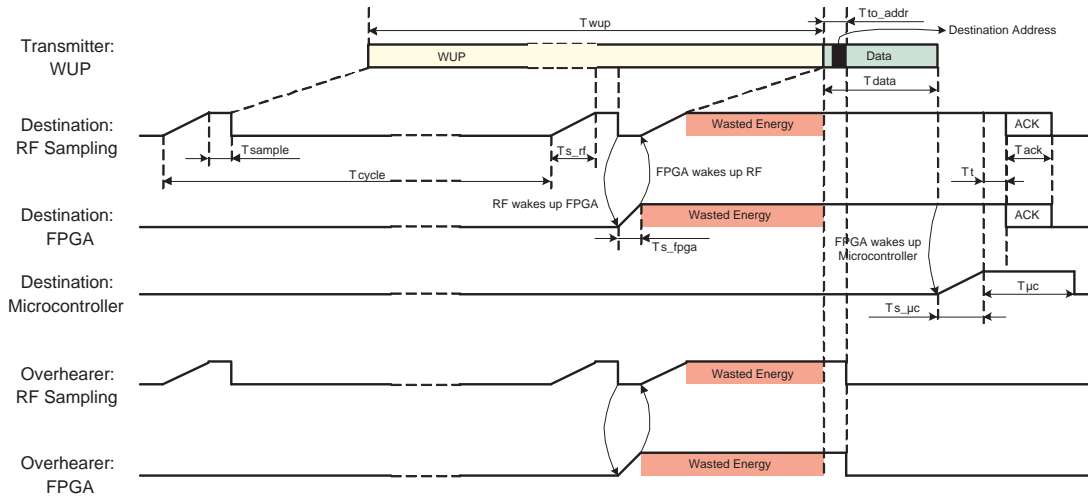 Twup
Tto_addr
Destination Address
Transmitter:
WUP
WUP
Data
Tdata
Destination:
RF Sampling
Wasted Energy
ACK
Tsample
Ts_rf
Tack
Tcycle
FPGA wakes up RF
Tt
RF wakes up FPGA
Destination:
FPGA
Wasted Energy
ACK
Ts_fpga
FPGA wakes up
Microcontroller
Destination:
Microcontroller
Tµc
Ts_µc
Overhearer:
RF Sampling
Wasted Energy
Overhearer:
FPGA
Wasted Energy